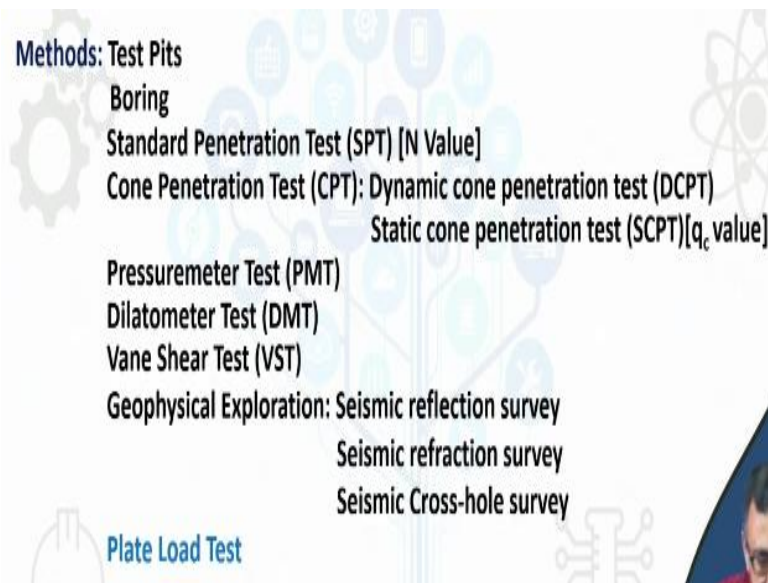 Methods: Test Pits
Boring
Standard Penetration Test (SPT) [N Value]
Cone Penetration Test (CPT): Dynamic cone penetration test (DCPT)
Static cone penetration test (SCPT)[qc value]
Pressuremeter Test (PMT)
Dilatometer Test (DMT)
Vane Shear Test (VST)
Geophysical Exploration: Seismic reflection survey
Seismic refraction survey
Seismic Cross-hole survey
Plate Load Test